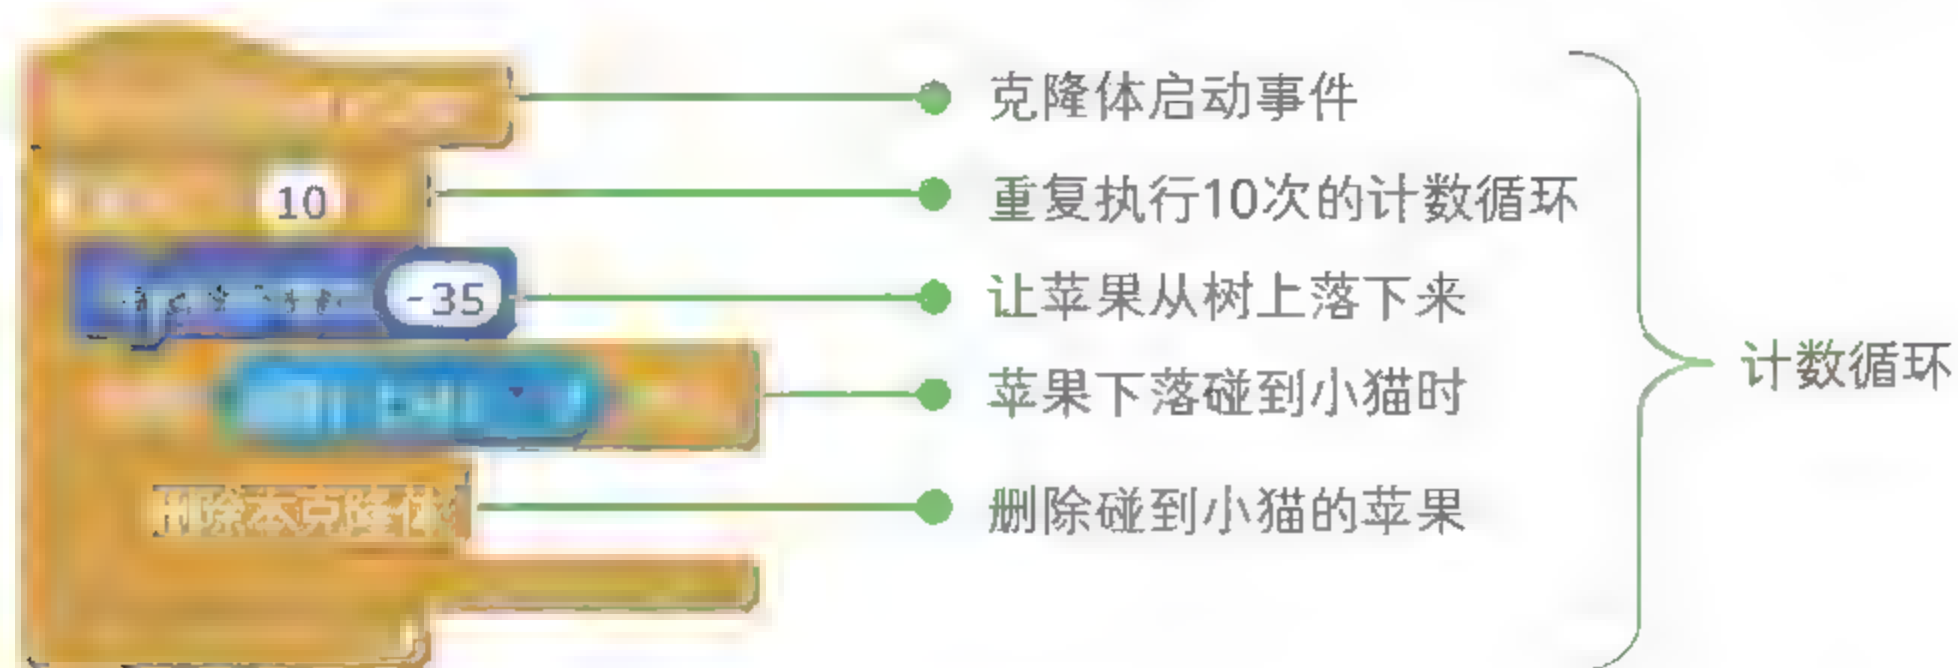 克隆体启动事件
10
重复执行10次的计数循环
-35
让苹果从树上落下来
苹果下落碰到小猫时
计数循环
删除本克隆体
删除碰到小猫的苹果